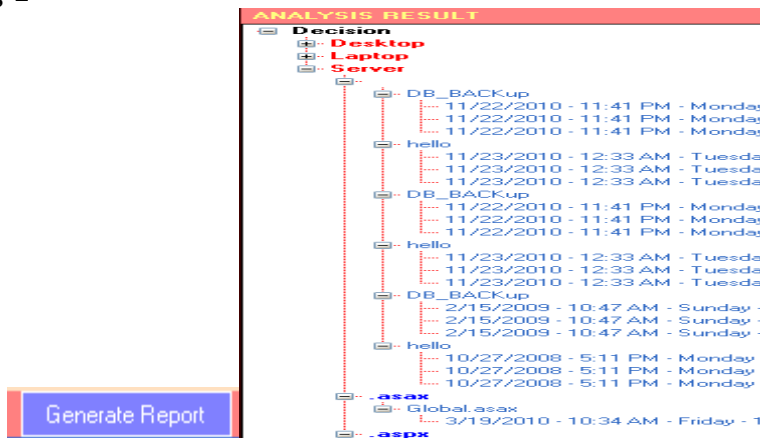 ANALYSIS RESULT
Decision
Desktop
Laptop
Server
DB_BACKup
11/22/2010 - 11:41 PM - Monday
11/22/2010 - 11:41 PM - Monday
11/22/2010 - 11:41 PM - Monday
hello
11/23/2010 - 12:33 AM - Tuesda
11/23/2010 - 12:33 AM - Tuesda
11/23/2010 - 12:33 AM - Tuesda
DB_BACKup
11/22/2010 - 11:41 PM - Monday
11/22/2010 - 11:41 PM - Monday
11/22/2010 - 11:41 PM - Monday
hello
11/23/2010 - 12:33 AM - Tuesda
11/23/2010 - 12:33 AM - Tuesda
11/23/2010 - 12:33 AM - Tuesda
DB_BACKup
2/15/2009 - 10:47 AM - Sunday -
2/15/2009 - 10:47 AM - Sunday -
2/15/2009 - 10:47 AM - Sunday -
hello
10/27/2008 - 5:11 PM - Monday
10/27/2008 - 5:11 PM - Monday
10/27/2008 - 5:11 PM - Monday
.asax
Global.asax
3/19/2010 - 10:34 AM - Friday - 1
.aspx
Generate Report